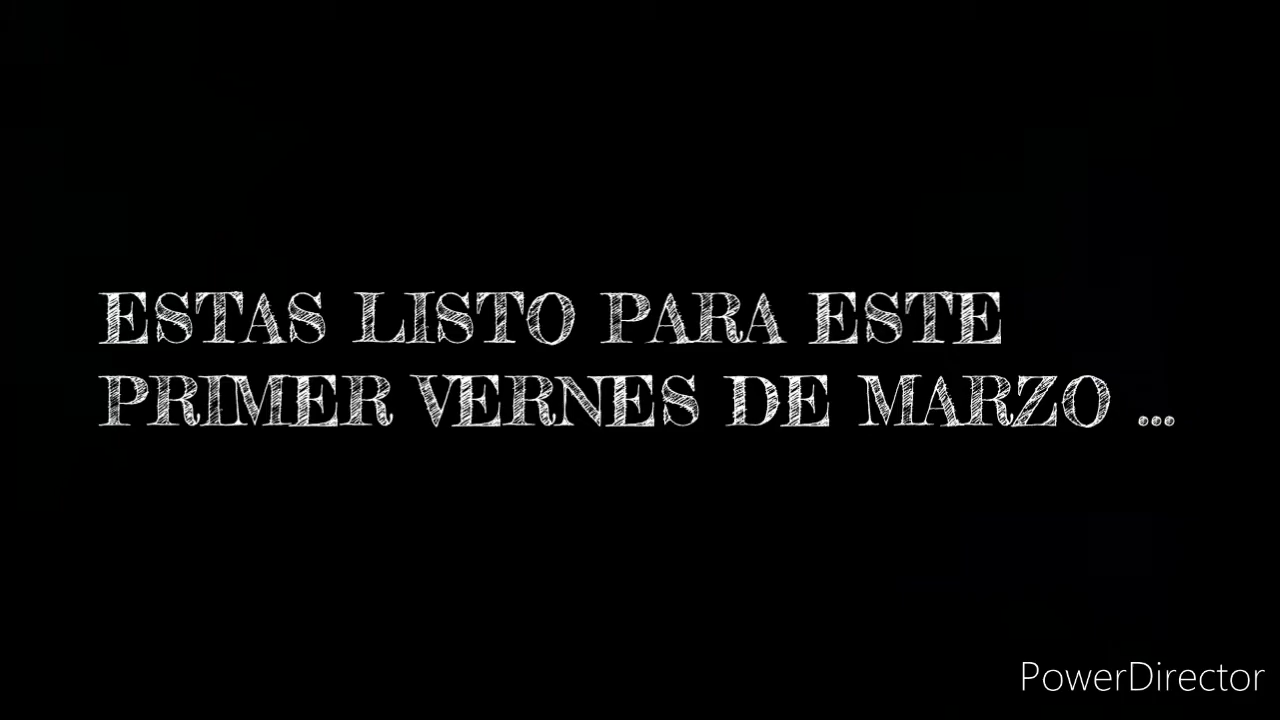 ESTAS LISTO PARA ESTE
PRIMER VERNES DE MARZO ...
PowerDirector